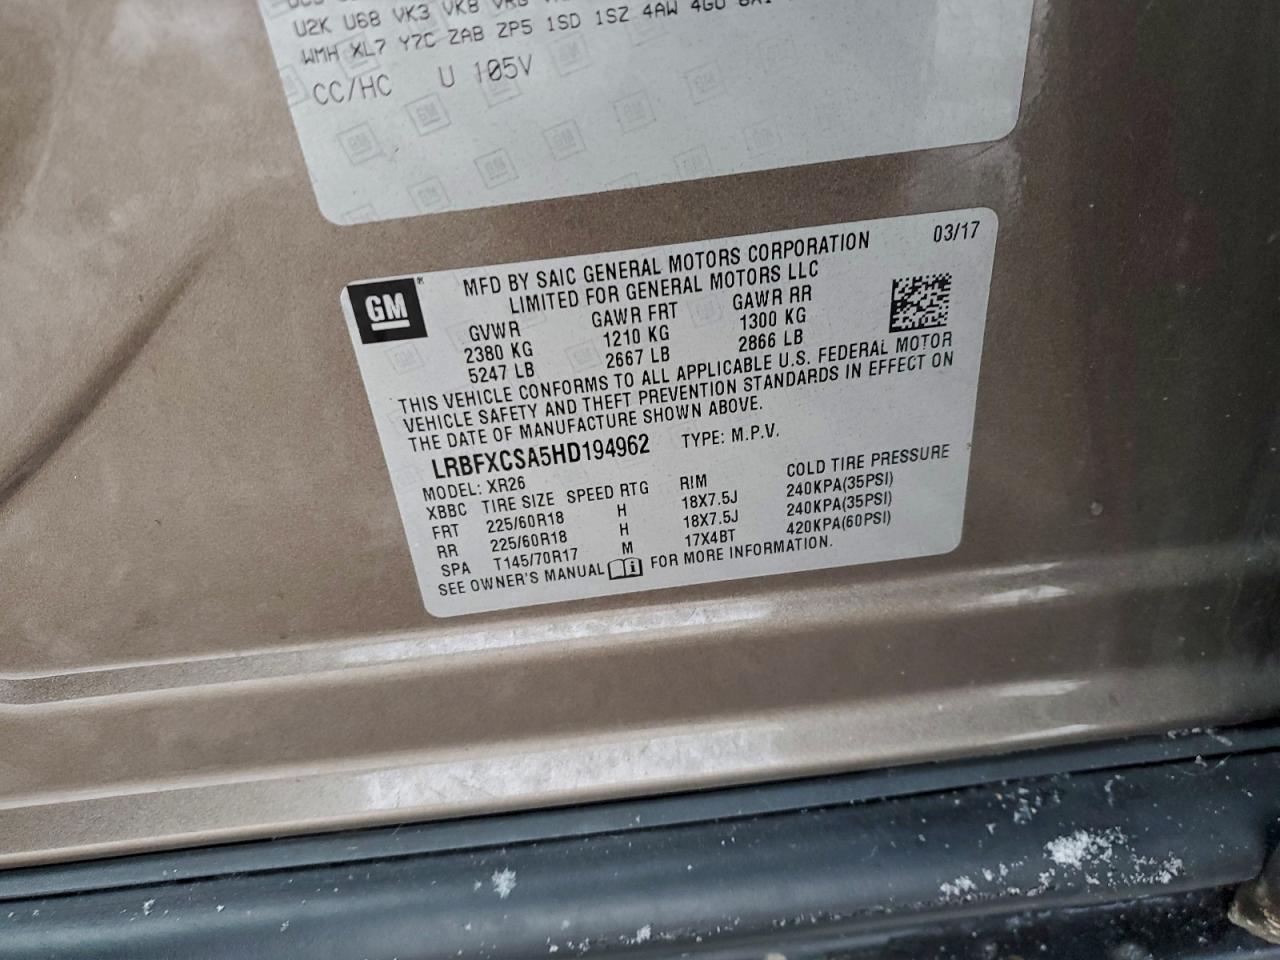 U2K U68 VK3 VK8
WMH XL7 Y7C ZAB ZP5 1SD 1SZ 4AW 4GU
CC/HC U 105V
GM
MFD BY SAIC GENERAL MOTORS CORPORATION 03/17
LIMITED FOR GENERAL MOTORS LLC
GVWR GAWR FRT GAWR RR
2380 KG 1210 KG 1300 KG
5247 LB 2667 LB 2866 LB
THIS VEHICLE CONFORMS TO ALL APPLICABLE U.S. FEDERAL MOTOR
VEHICLE SAFETY AND THEFT PREVENTION STANDARDS IN EFFECT ON
THE DATE OF MANUFACTURE SHOWN ABOVE.
LRBFXCSA5HD194962 TYPE: M.P.V.
MODEL: XR26
XBBC TIRE SIZE SPEED RTG RIM COLD TIRE PRESSURE
FRT 225/60R18 H 18X7.5J 240KPA(35PSI)
RR 225/60R18 H 18X7.5J 240KPA(35PSI)
SPA T145/70R17 M 17X4BT 420KPA(60PSI)
SEE OWNER'S MANUAL FOR MORE INFORMATION.